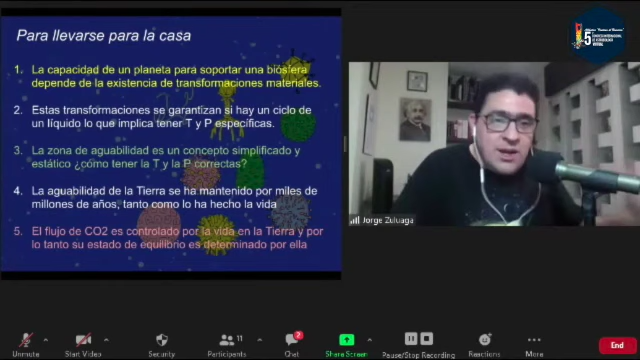 Para llevarse para la casa
1. La capacidad de un planeta para soportar una biósfera
depende de la existencia de transformaciones materiales.
2. Estas transformaciones se garantizan si hay un ciclo de
un líquido lo que implica tener T y P específicas.
3. La zona de aguabilidad es un concepto simplificado y
estático ¿cómo tener la T y la P correctas?
4. La aguabilidad de la Tierra se ha mantenido por miles de
millones de años, tanto como lo ha hecho la vida
5. El flujo de CO2 es controlado por la vida en la Tierra y por
lo tanto su estado de equilibrio es determinado por ella
5
Jorge Zuluaga
Unmute
Start Video
Security
Participants
11
Chat
2
Share Screen
Pause/Stop Recording
Reactions
More
End